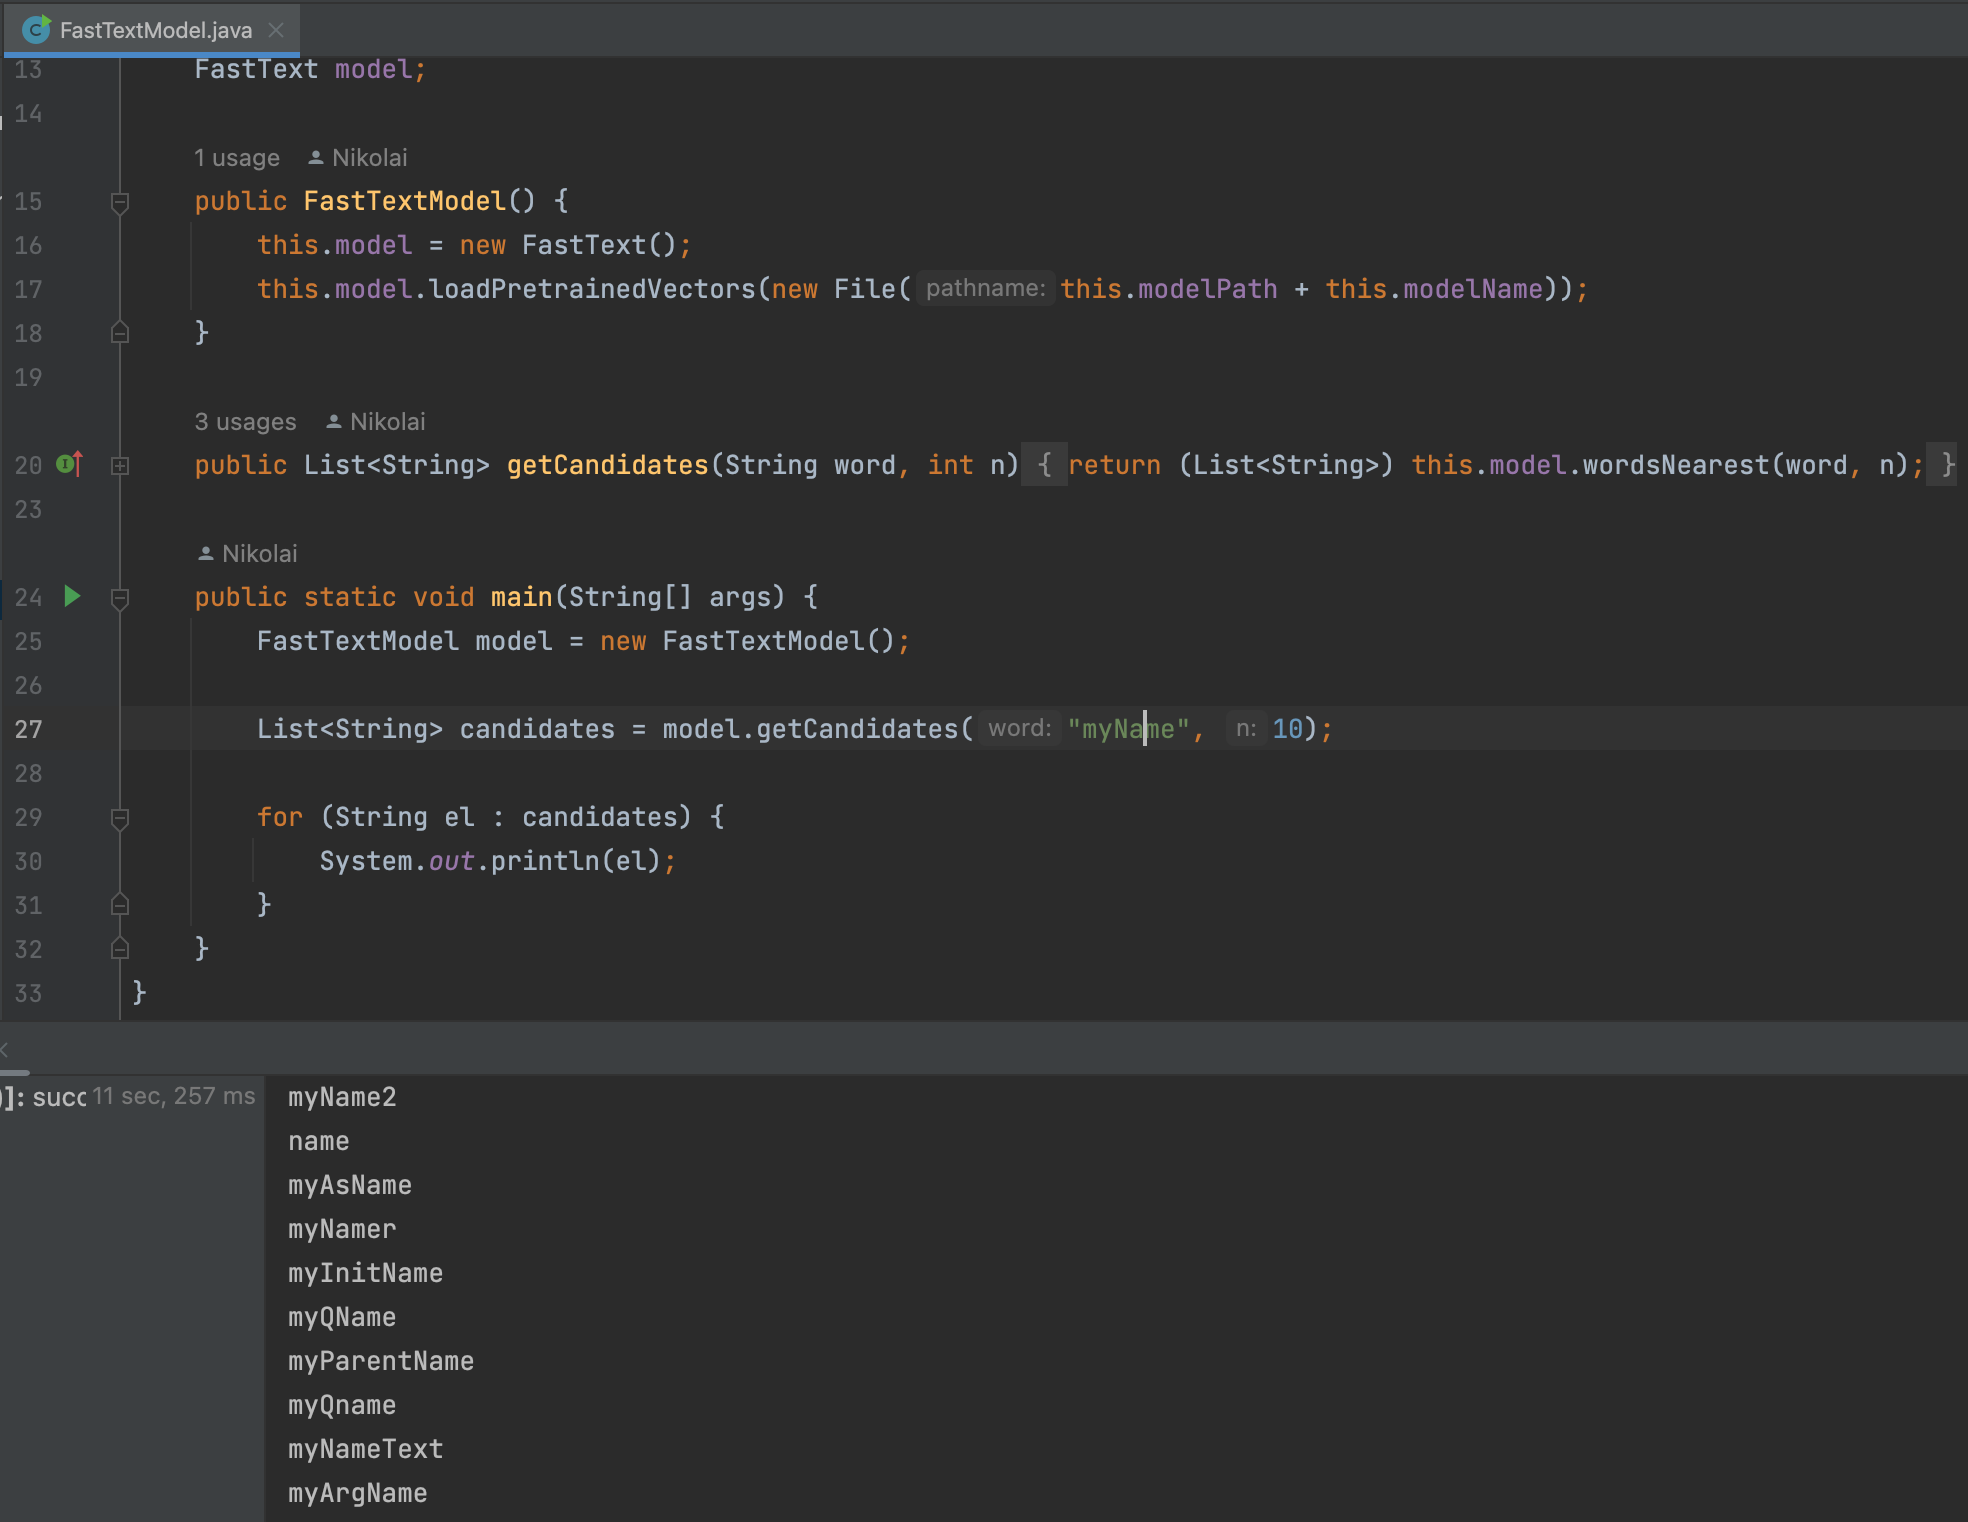 FastTextModel.java
13 FastText model;
14
1 usage Nikolai
15 public FastTextModel() {
16 this.model = new FastText();
17 this.model.loadPretrainedVectors(new File( pathname: this.modelPath + this.modelName));
18 }
19
3 usages Nikolai
20 public List<String> getCandidates(String word, int n) { return (List<String>) this.model.wordsNearest(word, n); }
23
Nikolai
24 public static void main(String[] args) {
25 FastTextModel model = new FastTextModel();
26
27 List<String> candidates = model.getCandidates( word: "myName", n: 10);
28
29 for (String el : candidates) {
30 System.out.println(el);
31 }
32 }
33 }
]: succ 11 sec, 257 ms
myName2
name
myAsName
myNamer
myInitName
myQName
myParentName
myQname
myNameText
myArgName